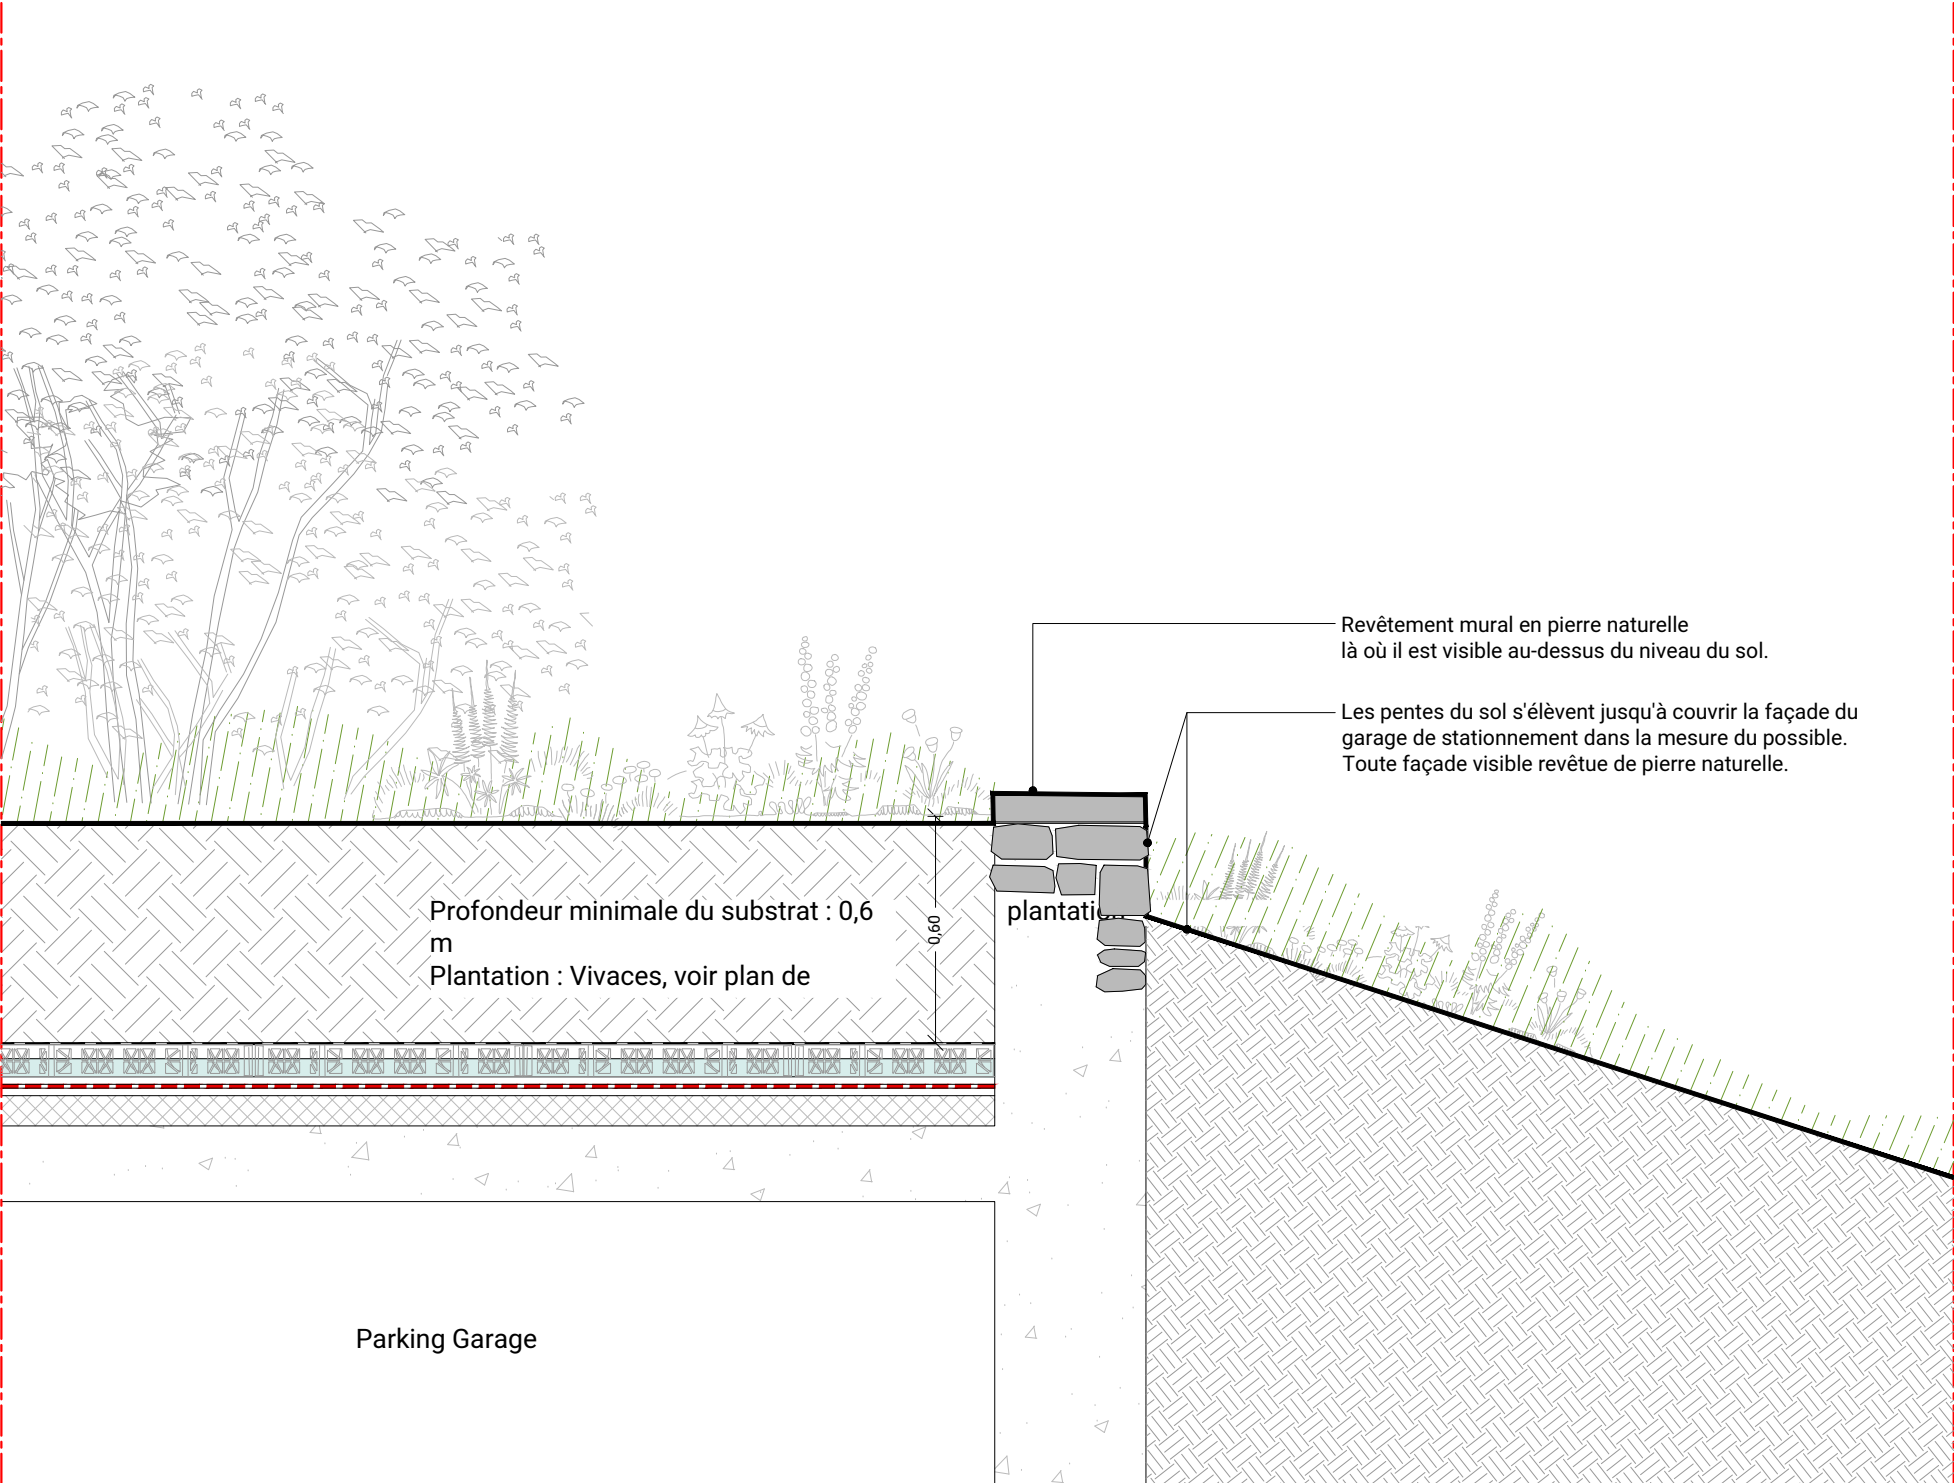 Revêtement mural en pierre naturelle
là où il est visible au-dessus du niveau du sol.
Les pentes du sol s'élèvent jusqu'à couvrir la façade du
garage de stationnement dans la mesure du possible.
Toute façade visible revêtue de pierre naturelle.
Profondeur minimale du substrat : 0,6
m
Plantation : Vivaces, voir plan de
0,60
Parking Garage